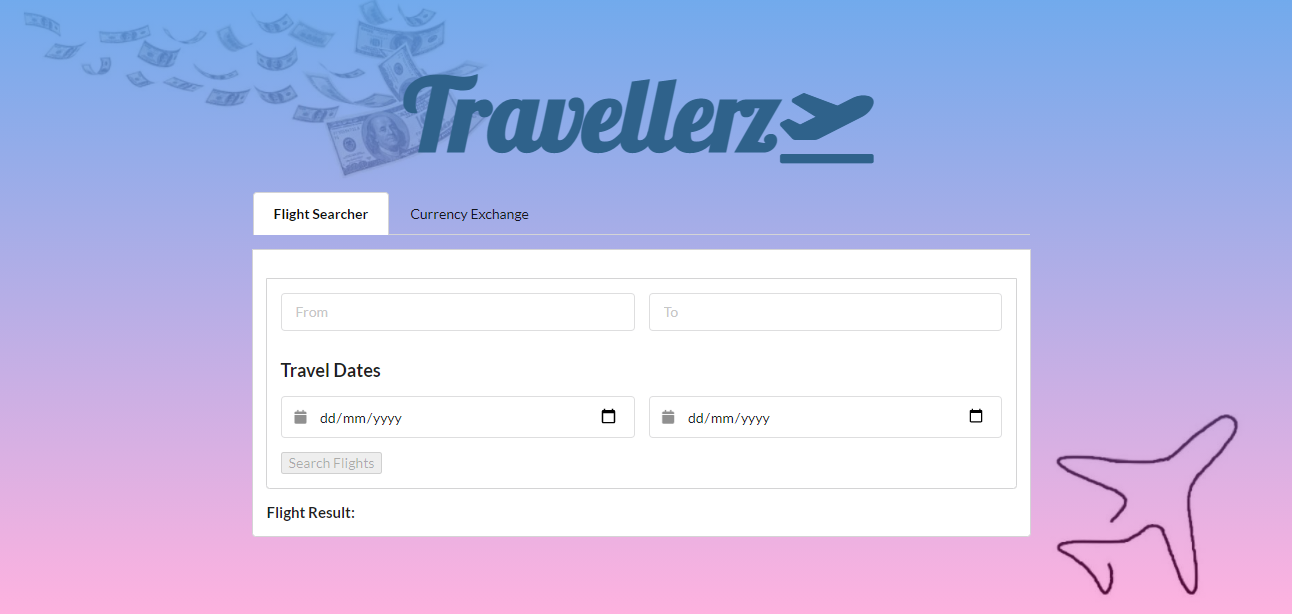 Travellerz
Flight Searcher Currency Exchange
From To
Travel Dates
dd/mm/yyyy dd/mm/yyyy
Search Flights
Flight Result: